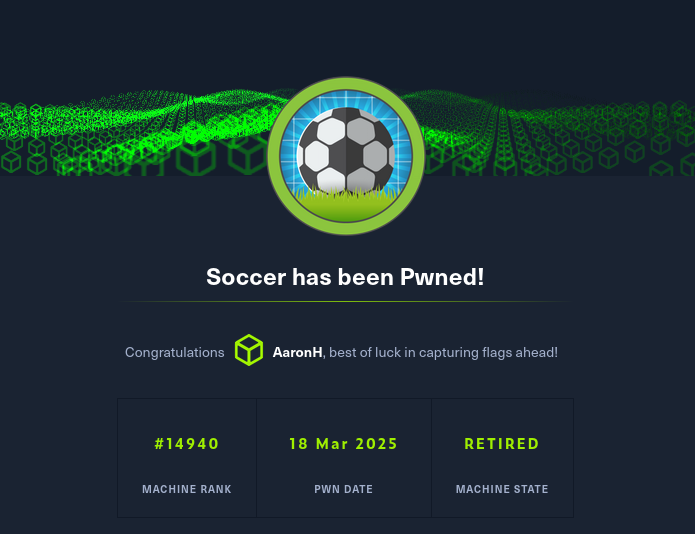 Soccer has been Pwned!
Congratulations AaronH, best of luck in capturing flags ahead!
#14940 18 Mar 2025 RETIRED
MACHINE RANK PWN DATE MACHINE STATE